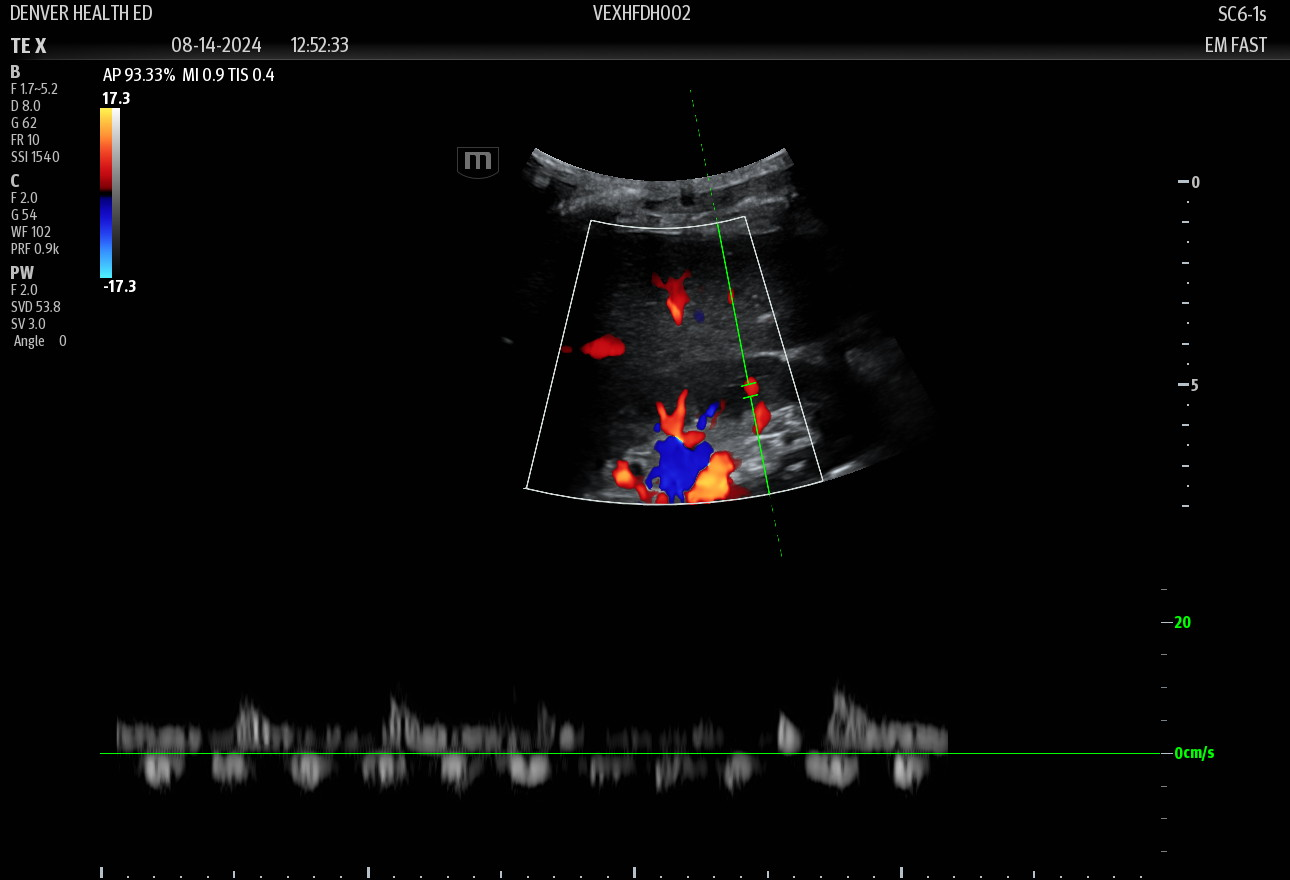 DENVER HEALTH ED VEXHFDH002 SC6-1s
TE X 08-14-2024 12:52:33 EM FAST
B
F 1.7~5.2
D 8.0
G 62
FR 10
SSI 1540
C
F 2.0
G 54
WF 102
PRF 0.9k
PW
F 2.0
SVD 53.8
SV 3.0
Angle 0
AP 93.33% MI 0.9 TIS 0.4
17.3
-17.3
m
0
5
20
0cm/s